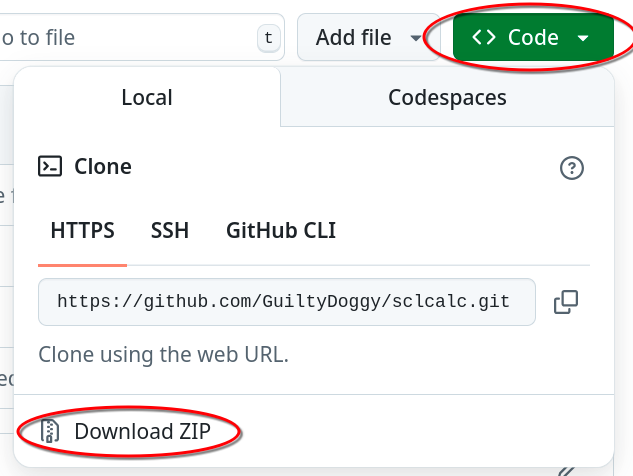 o to file
t
Add file
Code
Local
Codespaces
Clone
HTTPS
SSH
GitHub CLI
https://github.com/GuiltyDoggy/sclcalc.git
Clone using the web URL.
Download ZIP